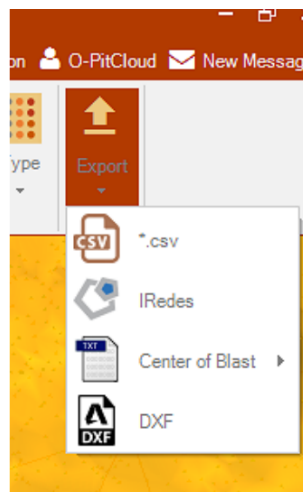 on O-PitCloud New Messag
ype Export
CSV *.csv
IRedes
TXT Center of Blast
DXF DXF